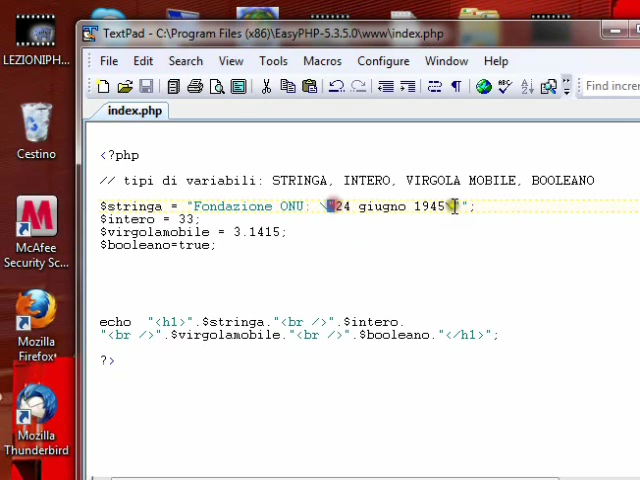 TextPad - C:\Program Files (x86)\EasyPHP-5.3.5.0\www\index.php
File Edit Search View Tools Macros Configure Window Help
Find incre
index.php
<?php
// tipi di variabili: STRINGA, INTERO, VIRGOLA MOBILE, BOOLEANO
$stringa = "Fondazione ONU: \"24 giugno 1945\"";
$intero = 33;
$virgolamobile = 3.1415;
$booleano=true;
echo "<h1>".$stringa."<br />".$intero.
"<br />".$virgolamobile."<br />".$booleano."</h1>";
?>
LEZIONIPH...
Cestino
McAfee
Security Sc...
Mozilla
Firefox
Mozilla
Thunderbird